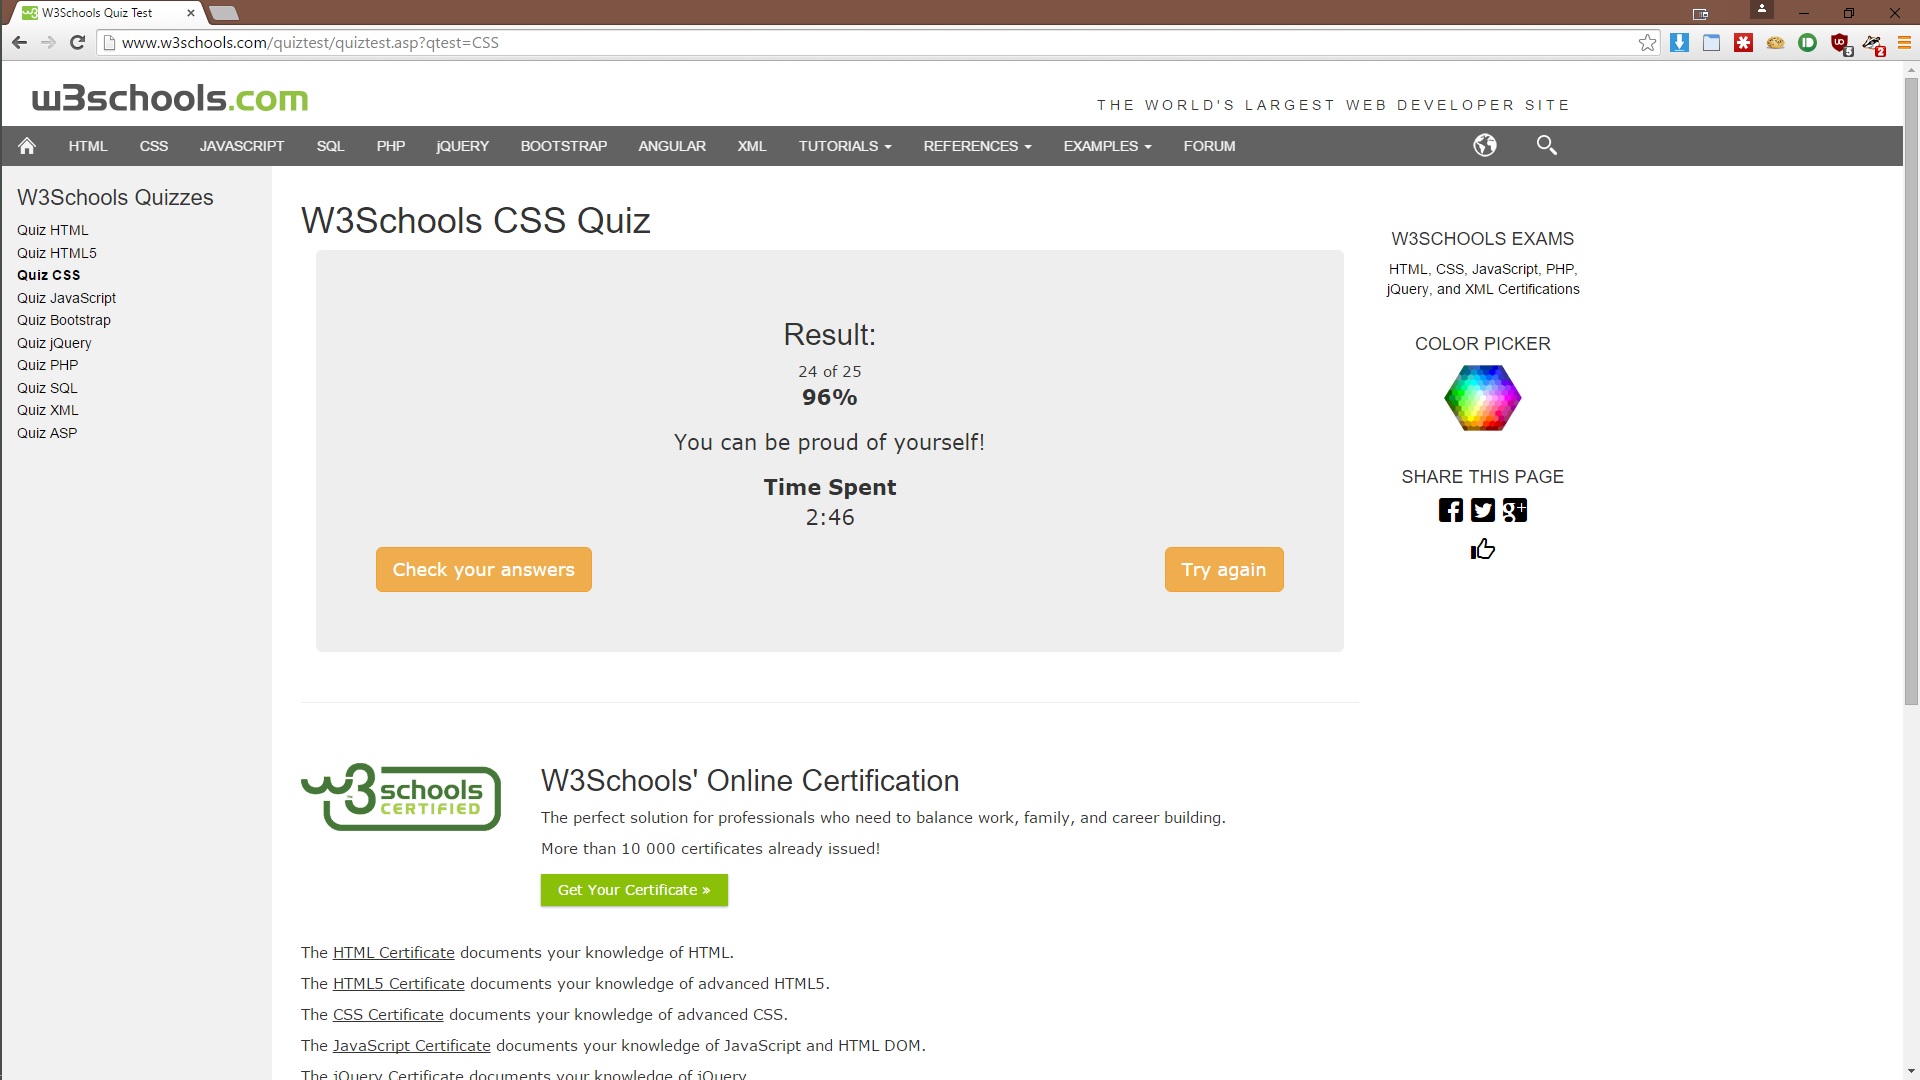 W3Schools Quiz Test
www.w3schools.com/quiztest/quiztest.asp?qtest=CSS
5
2
w3schools.com
THE WORLD'S LARGEST WEB DEVELOPER SITE
HTML CSS JAVASCRIPT SQL PHP jQUERY BOOTSTRAP ANGULAR XML TUTORIALS REFERENCES EXAMPLES FORUM
W3Schools Quizzes
Quiz HTML
Quiz HTML5
Quiz CSS
Quiz JavaScript
Quiz Bootstrap
Quiz jQuery
Quiz PHP
Quiz SQL
Quiz XML
Quiz ASP
W3Schools CSS Quiz
Result:
24 of 25
96%
You can be proud of yourself!
Time Spent
2:46
Check your answers
Try again
W3SCHOOLS EXAMS
HTML, CSS, JavaScript, PHP,
jQuery, and XML Certifications
COLOR PICKER
SHARE THIS PAGE
w3schools CERTIFIED
W3Schools' Online Certification
The perfect solution for professionals who need to balance work, family, and career building.
More than 10 000 certificates already issued!
Get Your Certificate »
The HTML Certificate documents your knowledge of HTML.
The HTML5 Certificate documents your knowledge of advanced HTML5.
The CSS Certificate documents your knowledge of advanced CSS.
The JavaScript Certificate documents your knowledge of JavaScript and HTML DOM.
The jQuery Certificate documents your knowledge of jQuery.